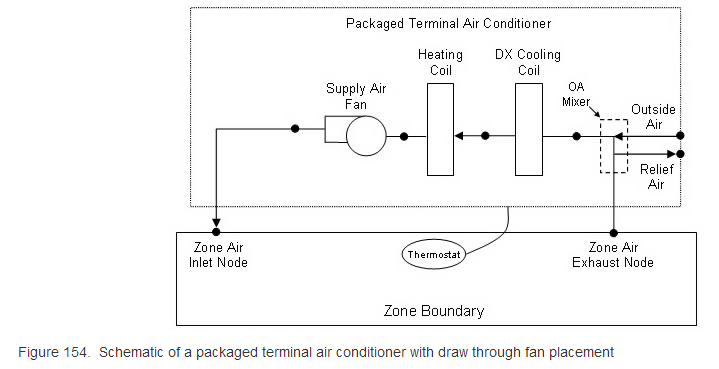 Packaged Terminal Air Conditioner
Heating
Coil
DX Cooling
Coil
Supply Air
Fan
OA
Mixer
Outside
Air
Relief
Air
Zone Air
Inlet Node
Thermostat
Zone Air
Exhaust Node
Zone Boundary
Figure 154.  Schematic of a packaged terminal air conditioner with draw through fan placement